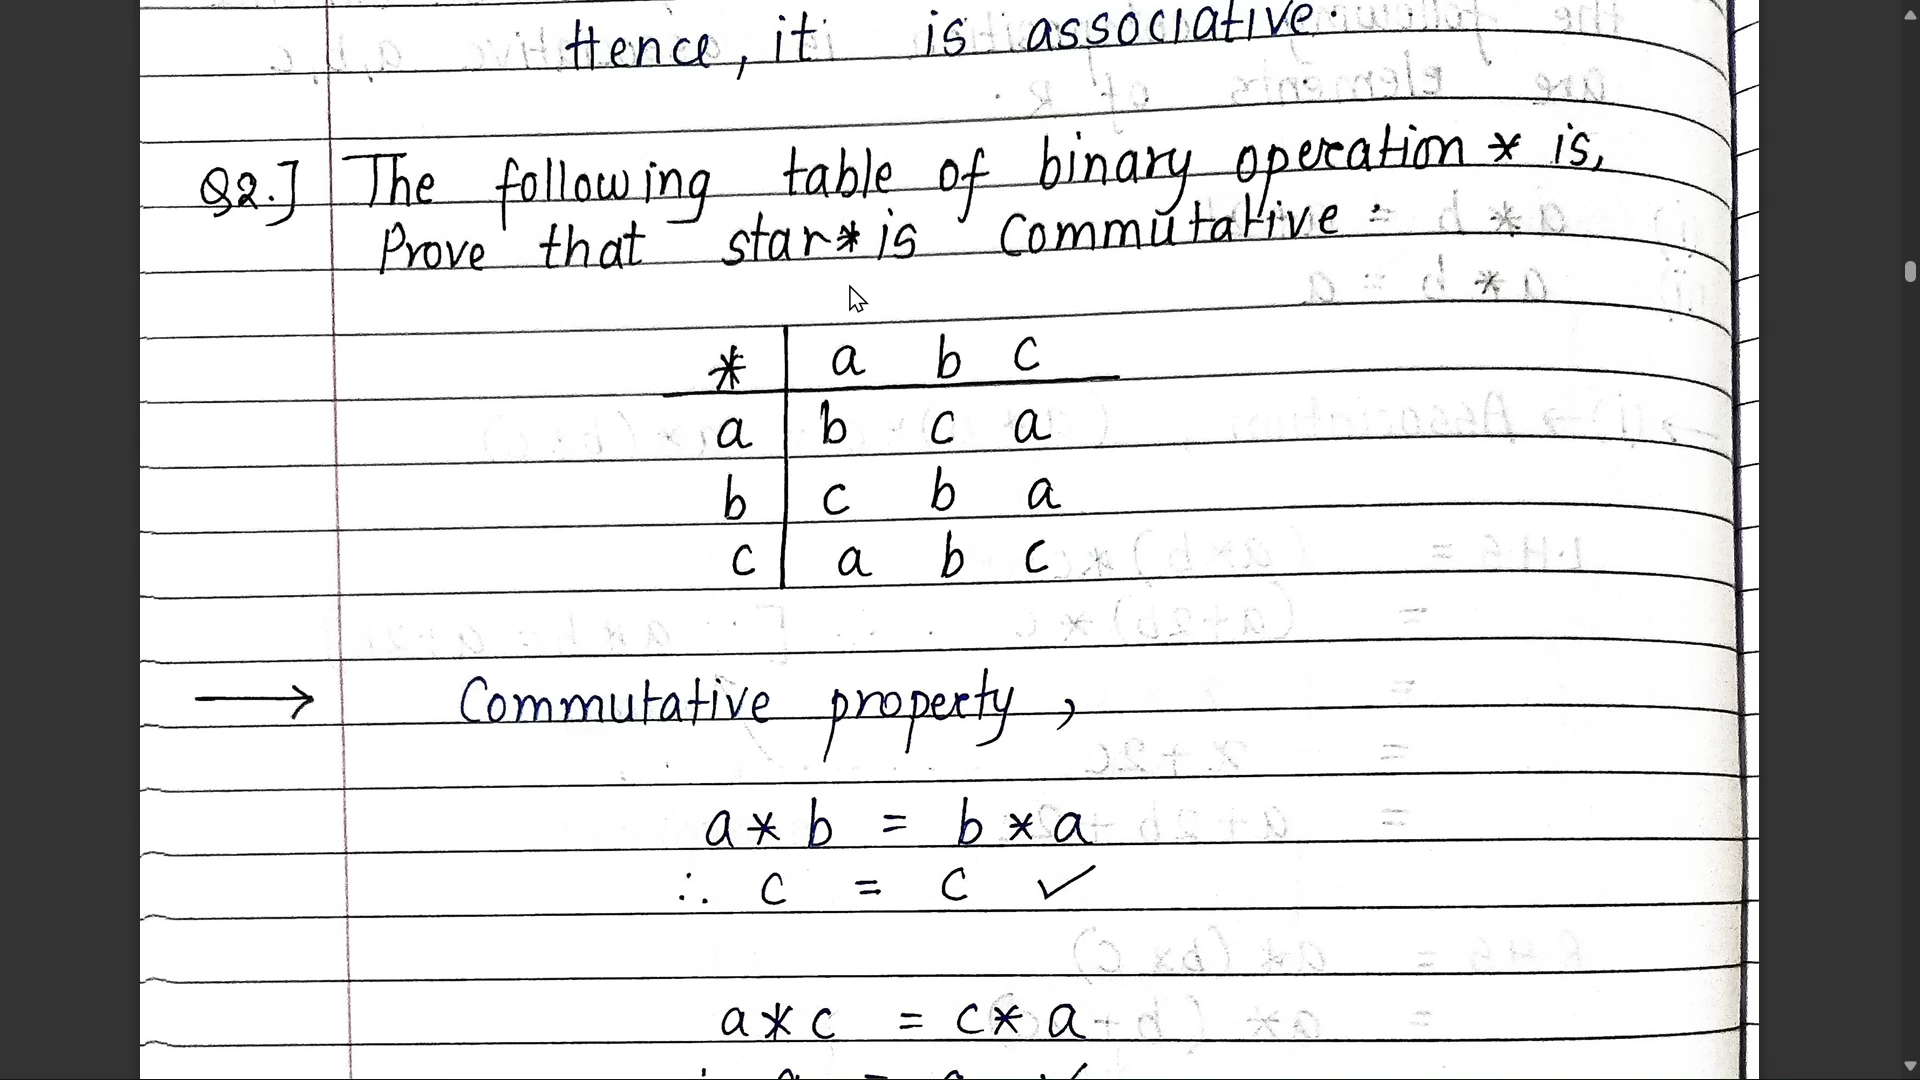 Hence, it is associative.
Q2.] The following table of binary operation * is,
Prove that star * is Commutative :
* a b c
a b c a
b c b a
c a b c
→ Commutative property,
a * b = b * a
∴ c = c ✓
a * c = c * a